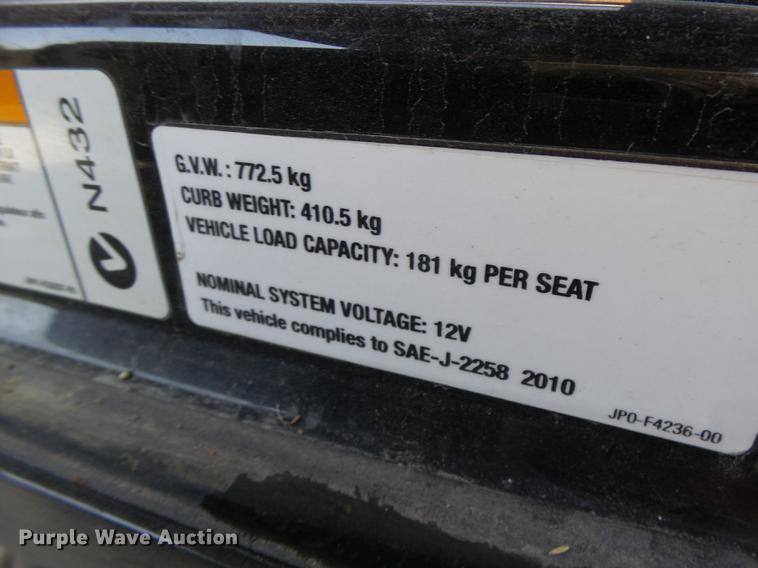 N432
G.V.W. : 772.5 kg
CURB WEIGHT: 410.5 kg
VEHICLE LOAD CAPACITY: 181 kg PER SEAT
NOMINAL SYSTEM VOLTAGE: 12V
This vehicle complies to SAE-J-2258 2010
JP0-F4236-00
Purple Wave Auction